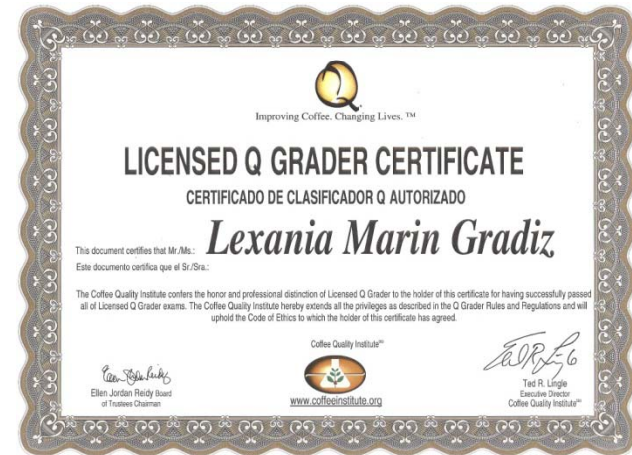 Q
Improving Coffee. Changing Lives. ™
LICENSED Q GRADER CERTIFICATE
CERTIFICADO DE CLASIFICADOR Q AUTORIZADO
This document certifies that Mr./Ms.: Lexania Marin Gradiz
Este documento certifica que el Sr./Sra.:
The Coffee Quality Institute confers the honor and professional distinction of Licensed Q Grader to the holder of this certificate for having successfully passed
all of Licensed Q Grader exams. The Coffee Quality Institute hereby extends all the privileges as described in the Q Grader Rules and Regulations and will
uphold the Code of Ethics to which the holder of this certificate has agreed.
Coffee Quality Institute℠
www.coffeeinstitute.org
Ellen Jordan Reidy Board
of Trustees Chairman
Ted R. Lingle
Executive Director
Coffee Quality Institute℠